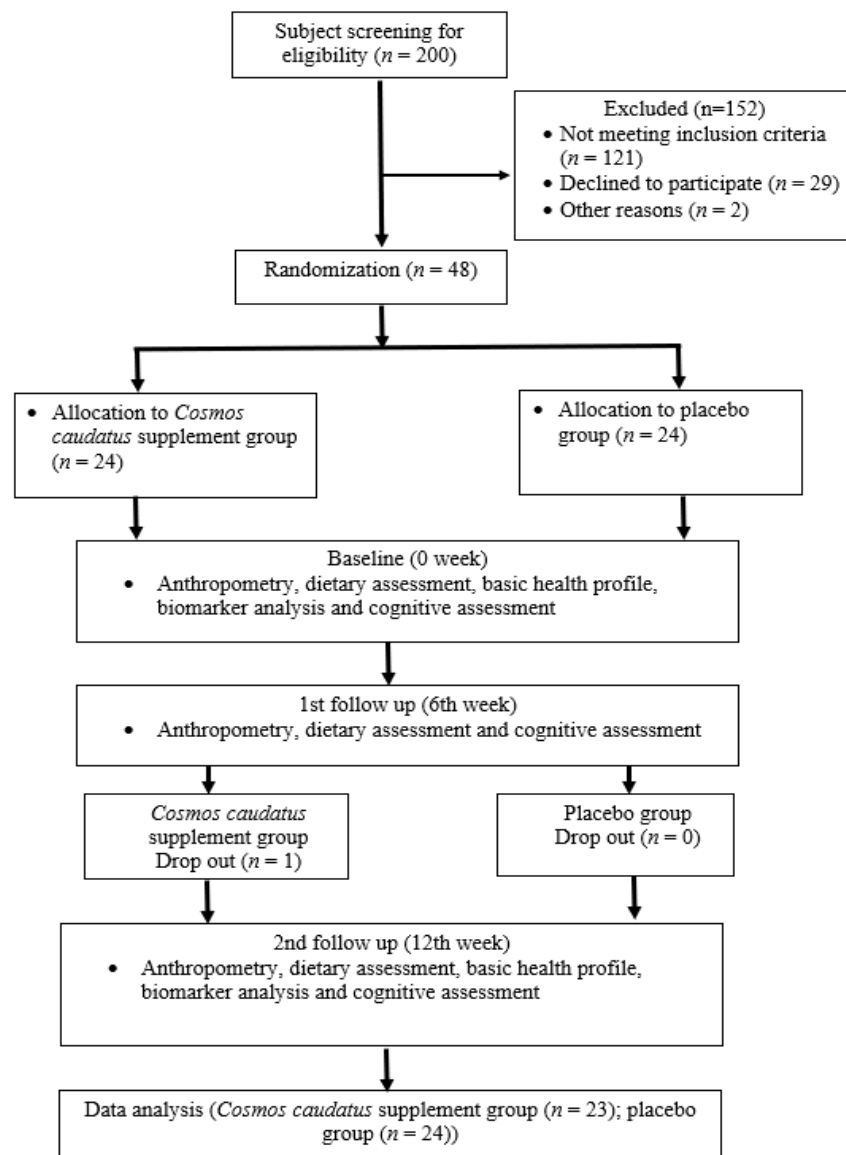 Subject screening for
eligibility (n = 200)
Excluded (n=152)
• Not meeting inclusion criteria
(n = 121)
• Declined to participate (n = 29)
• Other reasons (n = 2)
Randomization (n = 48)
• Allocation to Cosmos
caudatus supplement group
(n = 24)
• Allocation to placebo
group (n = 24)
Baseline (0 week)
• Anthropometry, dietary assessment, basic health profile,
biomarker analysis and cognitive assessment
1st follow up (6th week)
• Anthropometry, dietary assessment and cognitive assessment
Cosmos caudatus
supplement group
Drop out (n = 1)
Placebo group
Drop out (n = 0)
2nd follow up (12th week)
• Anthropometry, dietary assessment, basic health profile,
biomarker analysis and cognitive assessment
Data analysis (Cosmos caudatus supplement group (n = 23); placebo
group (n = 24))